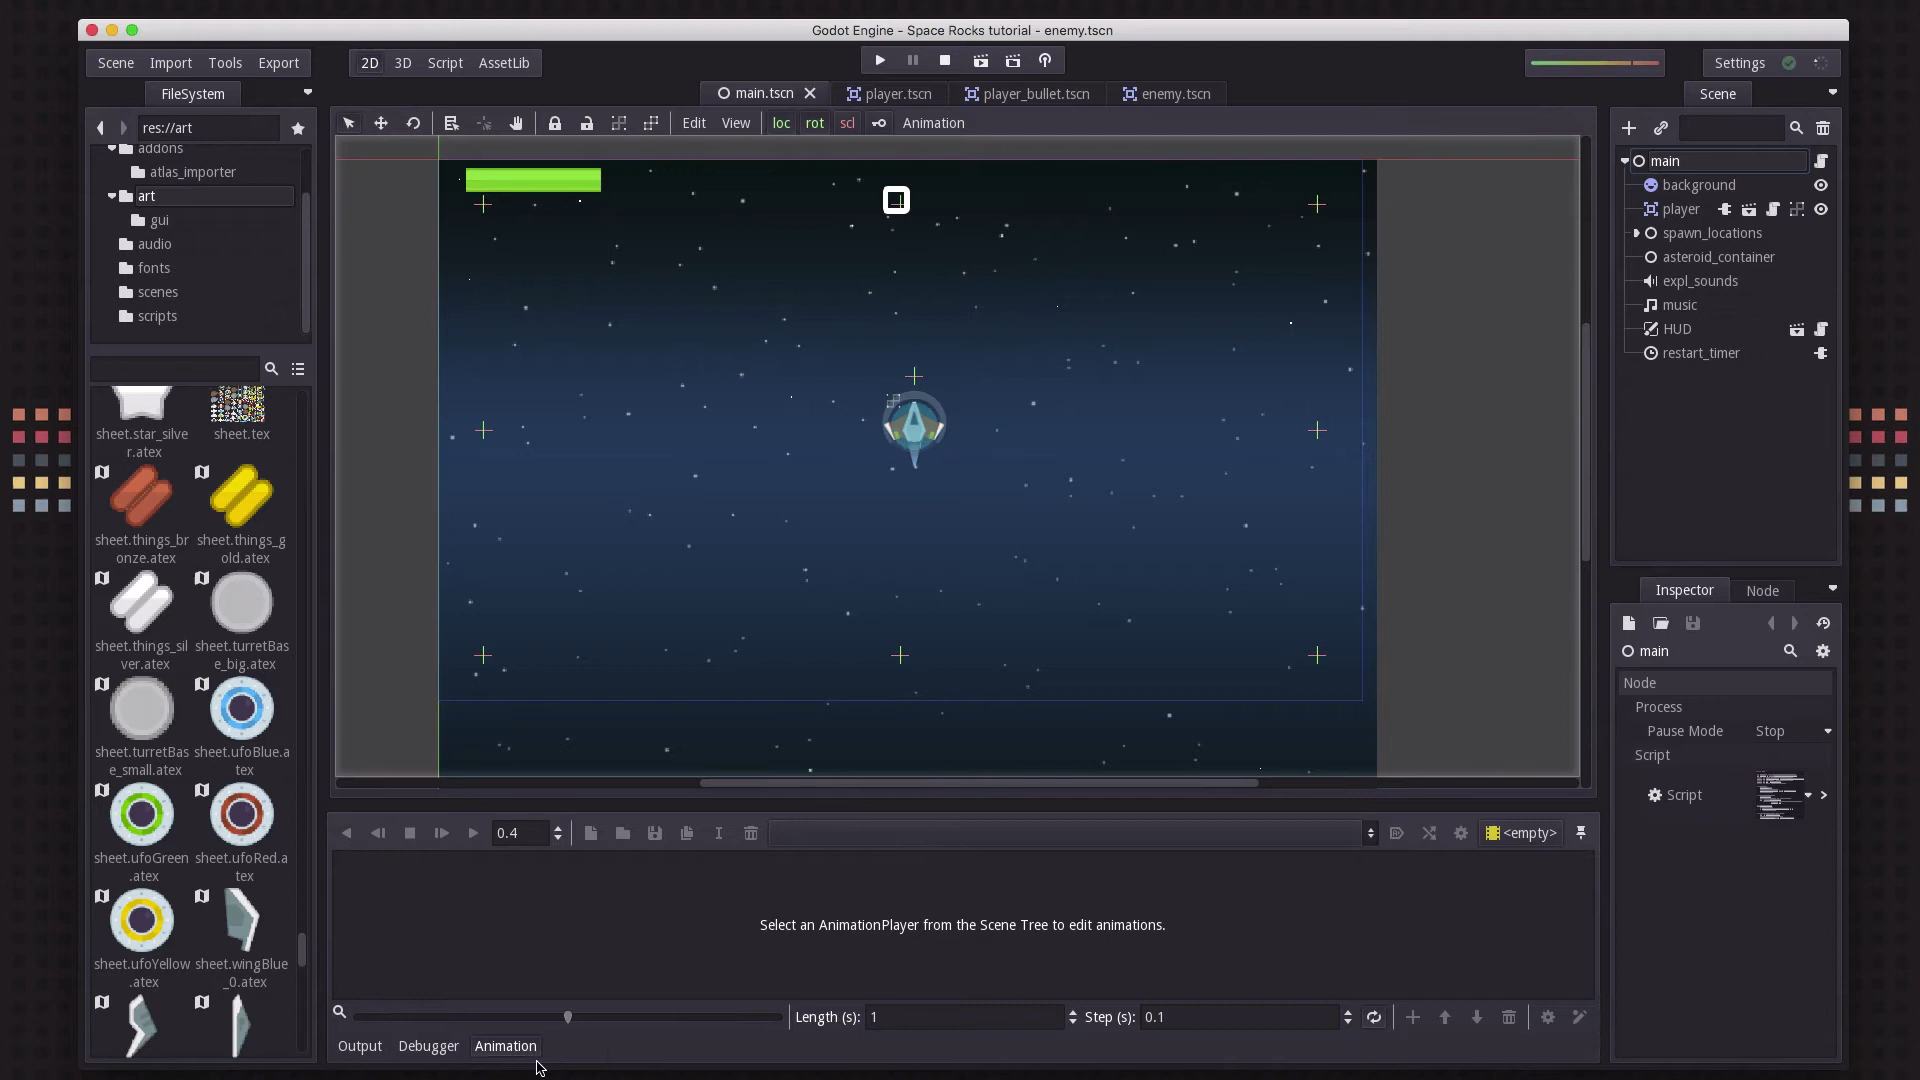 Godot Engine - Space Rocks tutorial - enemy.tscn
Scene Import Tools Export
2D 3D Script AssetLib
Settings
FileSystem
main.tscn player.tscn player_bullet.tscn enemy.tscn
Scene
res://art
Edit View loc rot scl Animation
addons
atlas_importer
art
gui
audio
fonts
scenes
scripts
main
background
player
spawn_locations
asteroid_container
expl_sounds
music
HUD
restart_timer
sheet.star_silve
r.atex
sheet.tex
sheet.things_br
onze.atex
sheet.things_g
old.atex
sheet.things_sil
ver.atex
sheet.turretBas
e_big.atex
sheet.turretBas
e_small.atex
sheet.ufoBlue.a
tex
sheet.ufoGreen
.atex
sheet.ufoRed.a
tex
sheet.ufoYellow
.atex
sheet.wingBlue
_0.atex
Inspector Node
main
Node
Process
Pause Mode Stop
Script
Script
0.4
<empty>
Select an AnimationPlayer from the Scene Tree to edit animations.
Length (s): 1 Step (s): 0.1
Output Debugger Animation